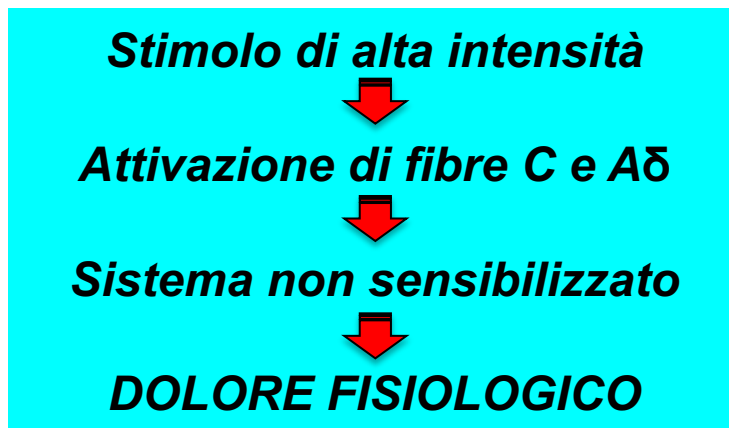 Stimolo di alta intensità
Attivazione di fibre C e Aδ
Sistema non sensibilizzato
DOLORE FISIOLOGICO